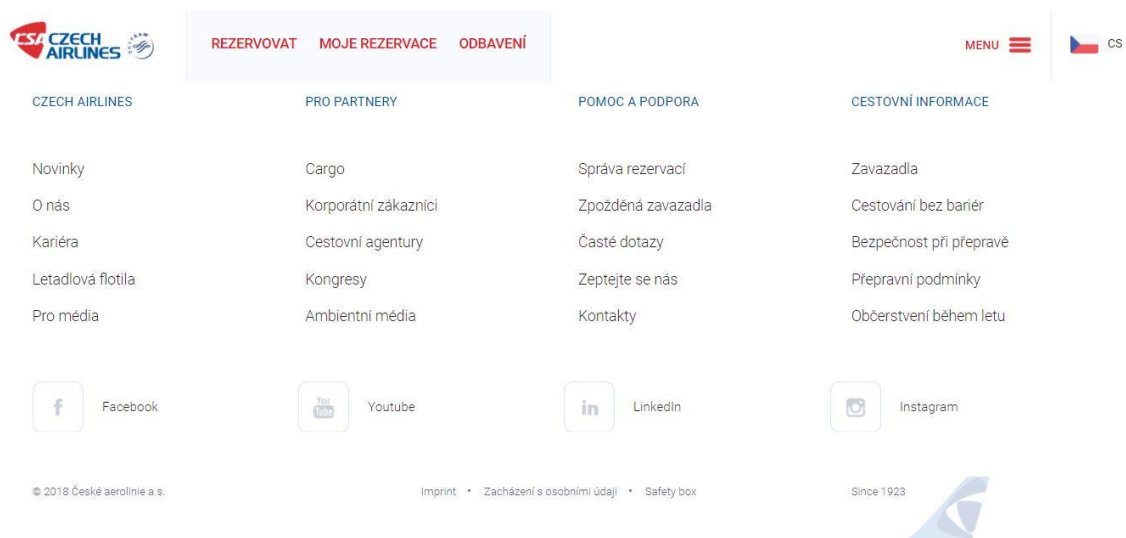 CSA CZECH AIRLINES SKYTEAM
REZERVOVAT MOJE REZERVACE ODBAVENÍ
MENU
CS
CZECH AIRLINES PRO PARTNERY POMOC A PODPORA CESTOVNÍ INFORMACE
Novinky Cargo Správa rezervací Zavazadla
O nás Korporátní zákazníci Zpožděná zavazadla Cestování bez bariér
Kariéra Cestovní agentury Časté dotazy Bezpečnost při přepravě
Letadlová flotila Kongresy Zeptejte se nás Přepravní podmínky
Pro média Ambientní média Kontakty Občerstvení během letu
f Facebook You Tube Youtube in LinkedIn Instagram
© 2018 České aerolinie a.s. Imprint • Zacházení s osobními údaji • Safety box Since 1923